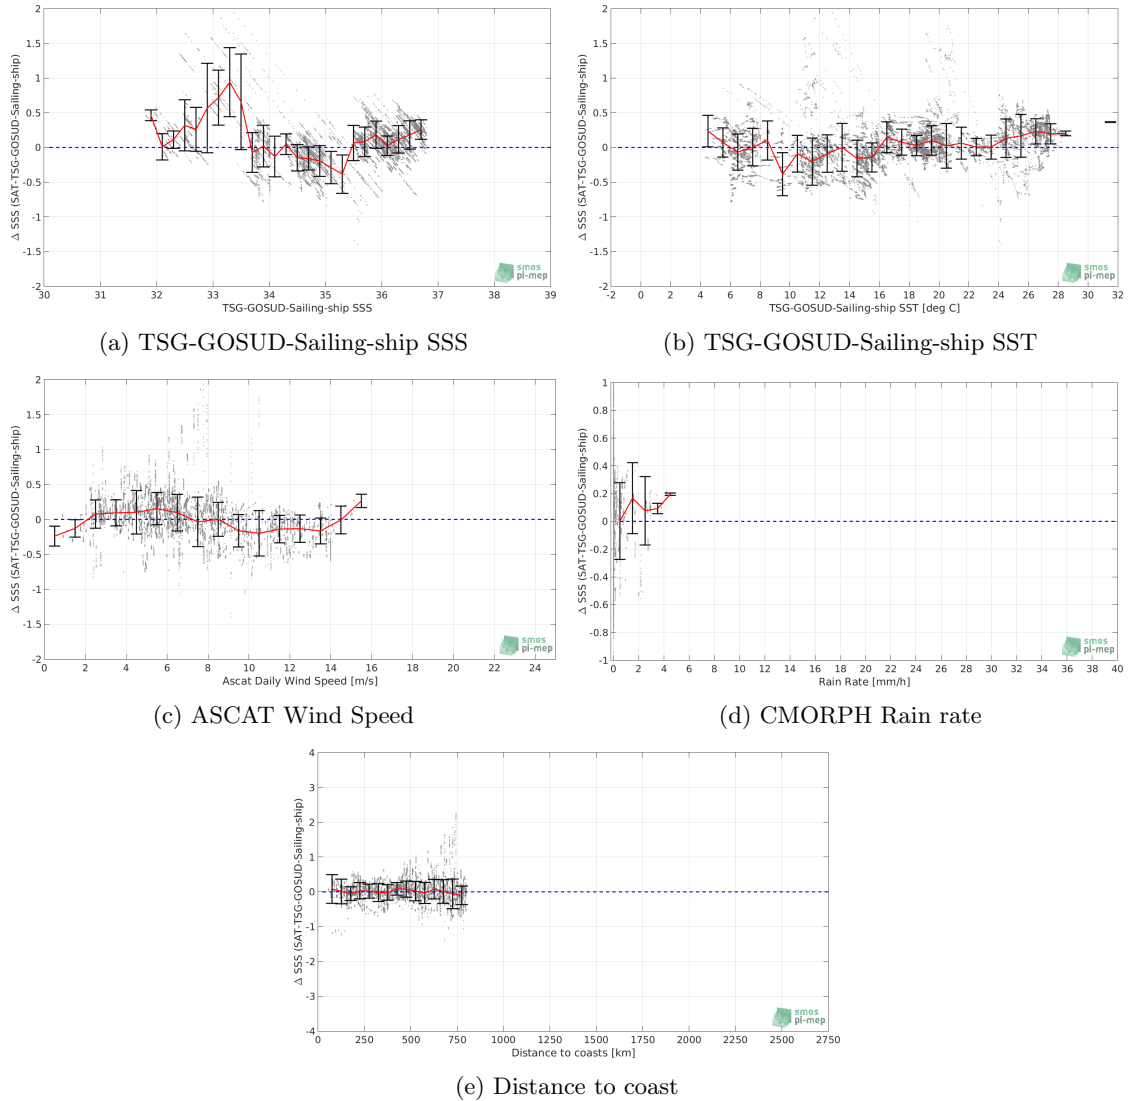 2
1.5
1
0.5
0
-0.5
-1
-1.5
-2
Δ SSS (SAT-TSG-GOSUD-Sailing-ship)
30 31 32 33 34 35 36 37 38 39
TSG-GOSUD-Sailing-ship SSS
smos
pi-mep
(a) TSG-GOSUD-Sailing-ship SSS
2
1.5
1
0.5
0
-0.5
-1
-1.5
-2
Δ SSS (SAT-TSG-GOSUD-Sailing-ship)
-2 0 2 4 6 8 10 12 14 16 18 20 22 24 26 28 30 32
TSG-GOSUD-Sailing-ship SST [deg C]
smos
pi-mep
(b) TSG-GOSUD-Sailing-ship SST
2
1.5
1
0.5
0
-0.5
-1
-1.5
-2
Δ SSS (SAT-TSG-GOSUD-Sailing-ship)
0 2 4 6 8 10 12 14 16 18 20 22 24
Ascat Daily Wind Speed [m/s]
smos
pi-mep
(c) ASCAT Wind Speed
1
0.8
0.6
0.4
0.2
0
-0.2
-0.4
-0.6
-0.8
-1
Δ SSS (SAT-TSG-GOSUD-Sailing-ship)
0 2 4 6 8 10 12 14 16 18 20 22 24 26 28 30 32 34 36 38 40
Rain Rate [mm/h]
smos
pi-mep
(d) CMORPH Rain rate
4
3
2
1
0
-1
-2
-3
-4
Δ SSS (SAT-TSG-GOSUD-Sailing-ship)
0 250 500 750 1000 1250 1500 1750 2000 2250 2500 2750
Distance to coasts [km]
smos
pi-mep
(e) Distance to coast